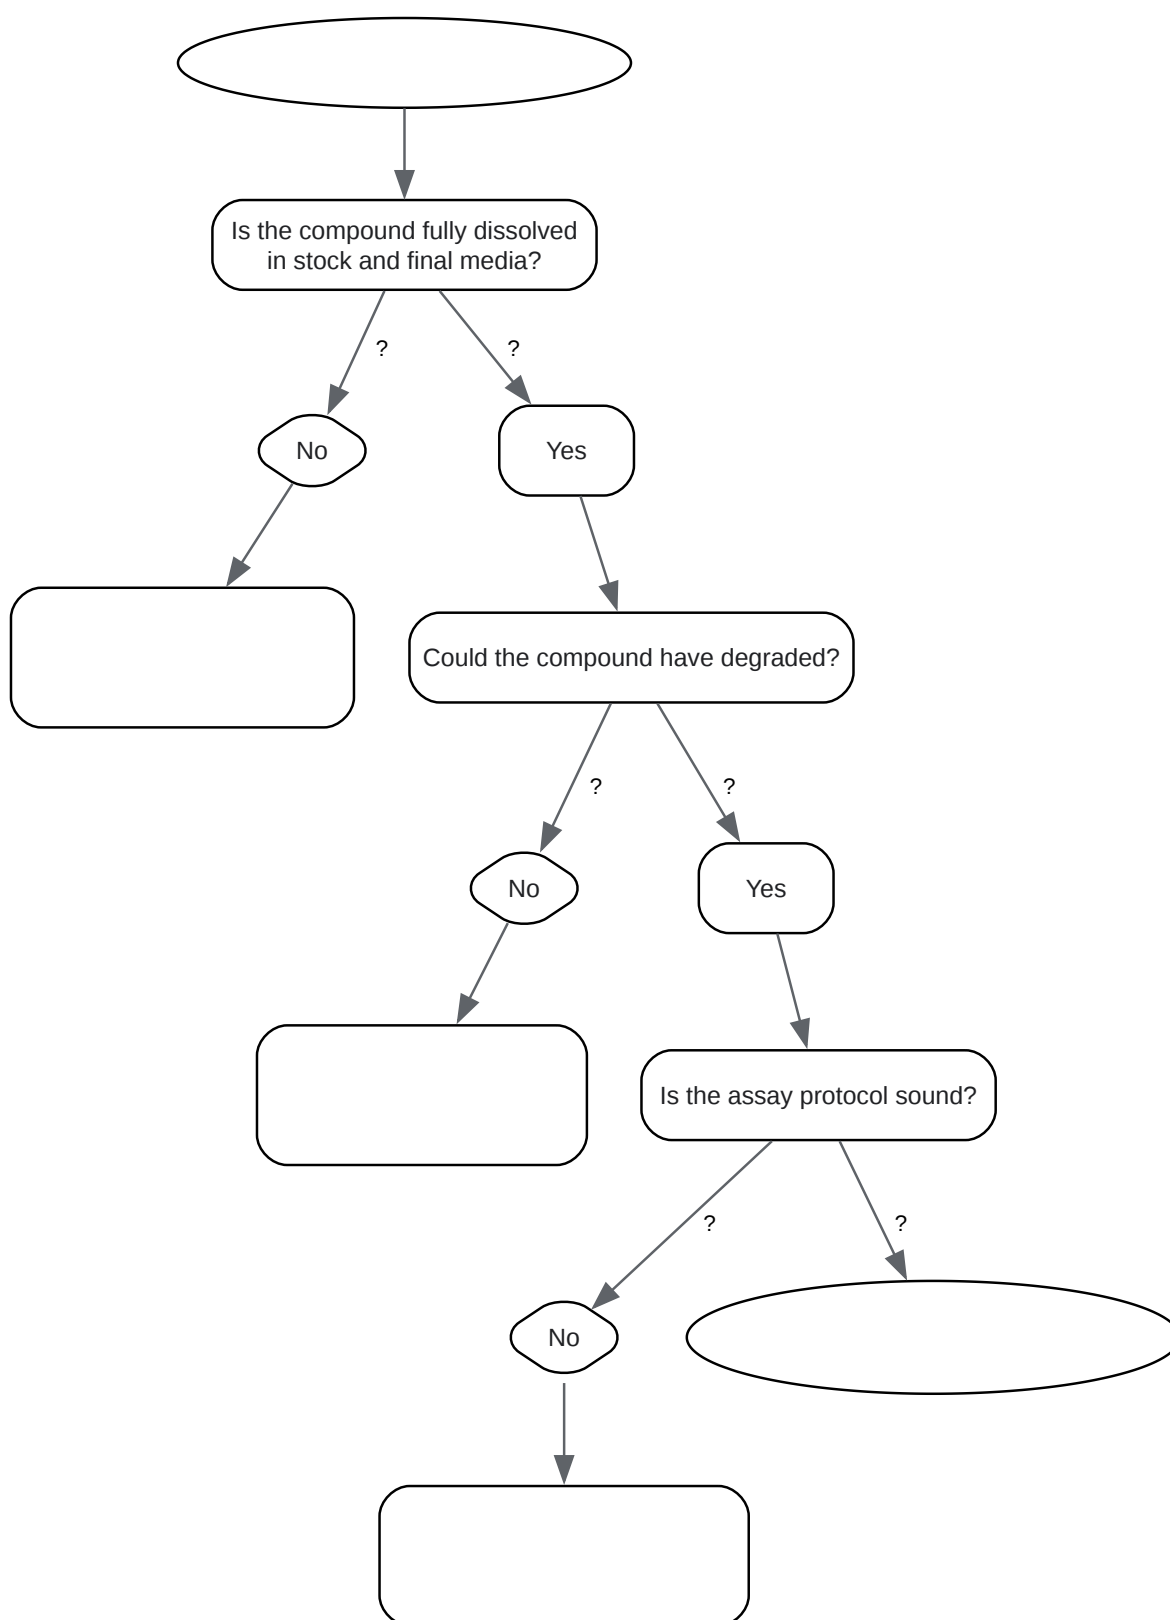 Is the compound fully dissolved
in stock and final media?
?
?
No
Yes
Could the compound have degraded?
?
?
No
Yes
Is the assay protocol sound?
?
?
No